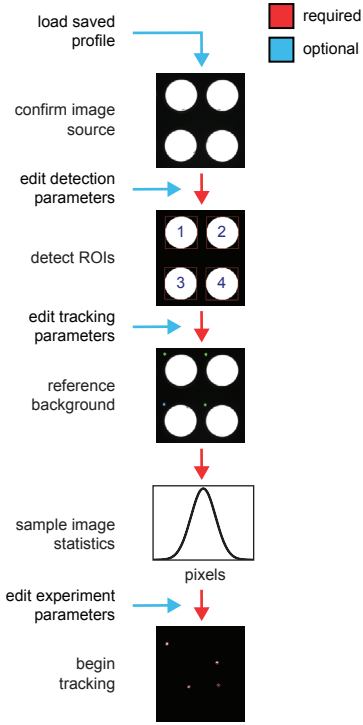 load saved
profile
required
optional
confirm image
source
edit detection
parameters
1 2
3 4
detect ROIs
edit tracking
parameters
reference
background
sample image
statistics
pixels
edit experiment
parameters
begin
tracking